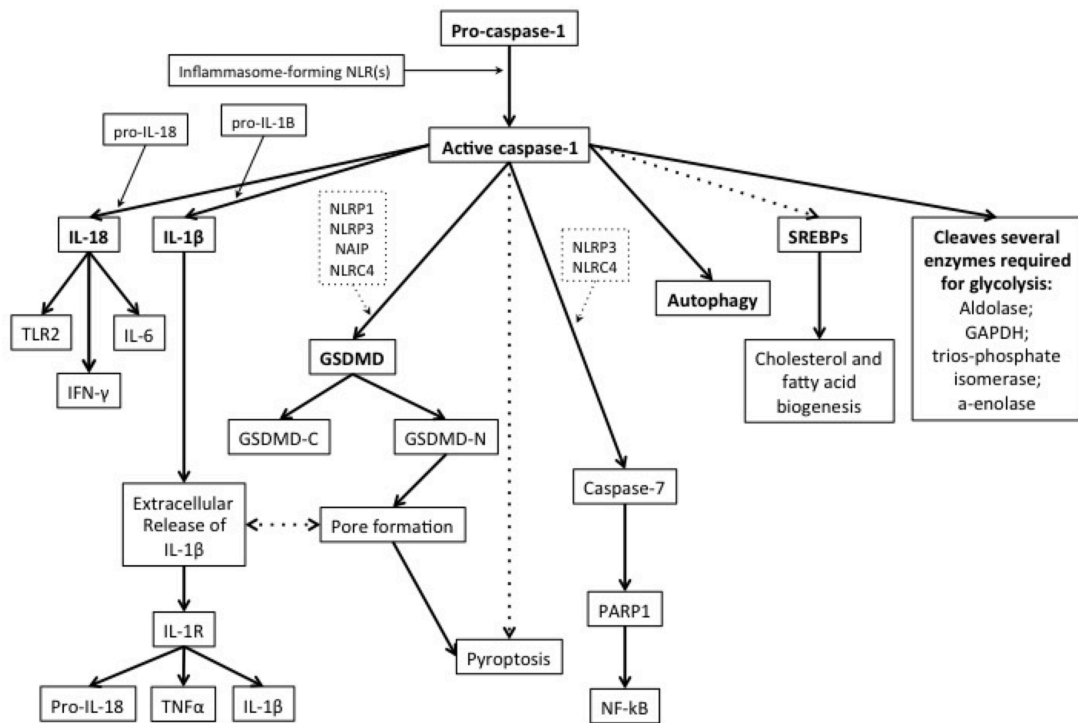 Pro-caspase-1
Inflammasome-forming NLR(s)
pro-IL-18
pro-IL-1B
Active caspase-1
IL-18
IL-1β
NLRP1
NLRP3
NAIP
NLRC4
NLRP3
NLRC4
Autophagy
SREBPs
Cleaves several
enzymes required
for glycolysis:
Aldolase;
GAPDH;
trios-phosphate
isomerase;
a-enolase
TLR2
IL-6
IFN-γ
GSDMD
Cholesterol and
fatty acid
biogenesis
GSDMD-C
GSDMD-N
Extracellular
Release of
IL-1β
Pore formation
Caspase-7
IL-1R
PARP1
Pyroptosis
Pro-IL-18
TNFα
IL-1β
NF-kB